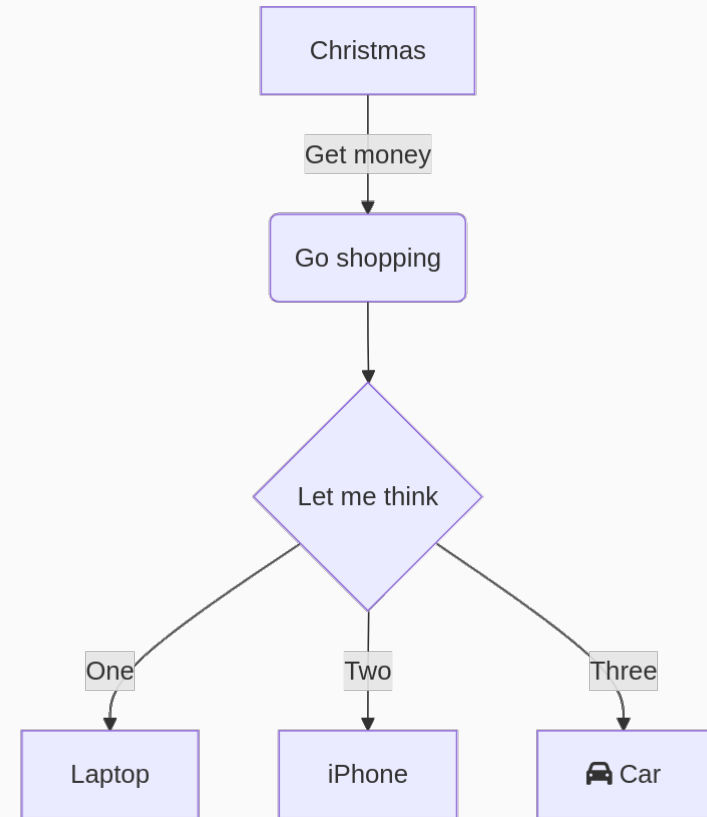 Christmas
Get money
Go shopping
Let me think
One
Two
Three
Laptop
iPhone
Car